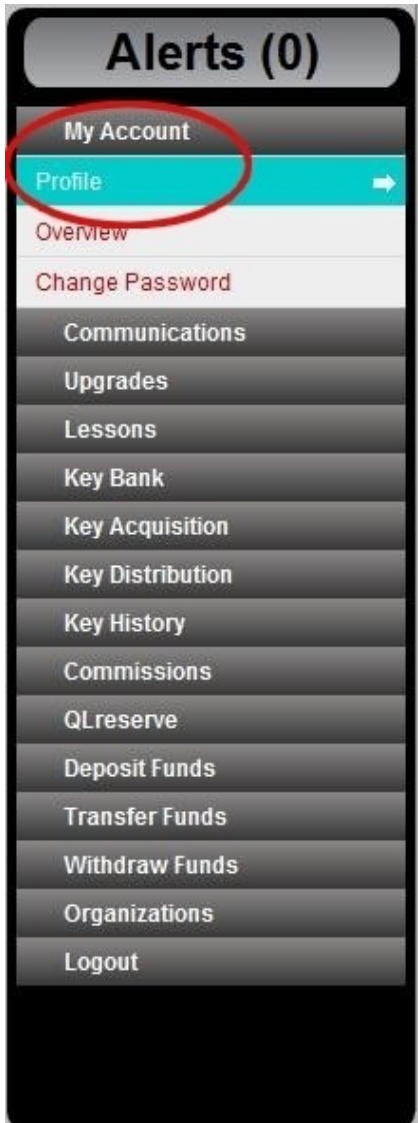 Alerts (0)
My Account
Profile
Overview
Change Password
Communications
Upgrades
Lessons
Key Bank
Key Acquisition
Key Distribution
Key History
Commissions
QLreserve
Deposit Funds
Transfer Funds
Withdraw Funds
Organizations
Logout